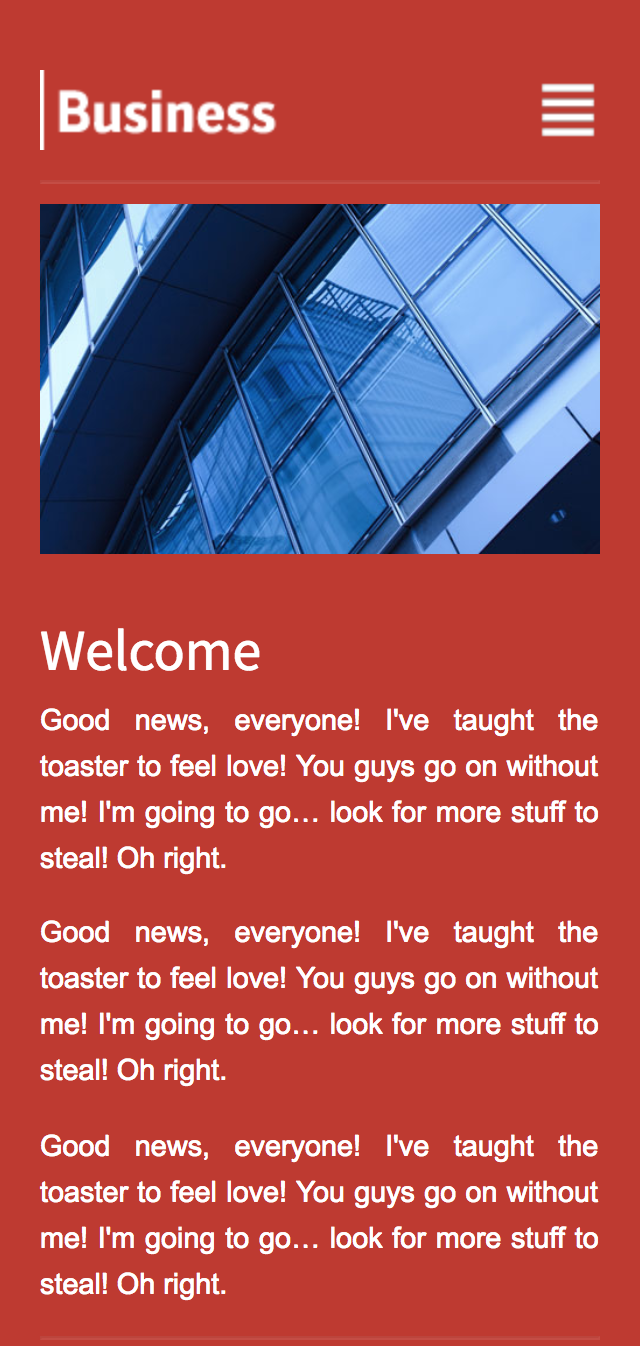 Business
Welcome
Good news, everyone! I've taught the
toaster to feel love! You guys go on without
me! I'm going to go… look for more stuff to
steal! Oh right.
Good news, everyone! I've taught the
toaster to feel love! You guys go on without
me! I'm going to go… look for more stuff to
steal! Oh right.
Good news, everyone! I've taught the
toaster to feel love! You guys go on without
me! I'm going to go… look for more stuff to
steal! Oh right.